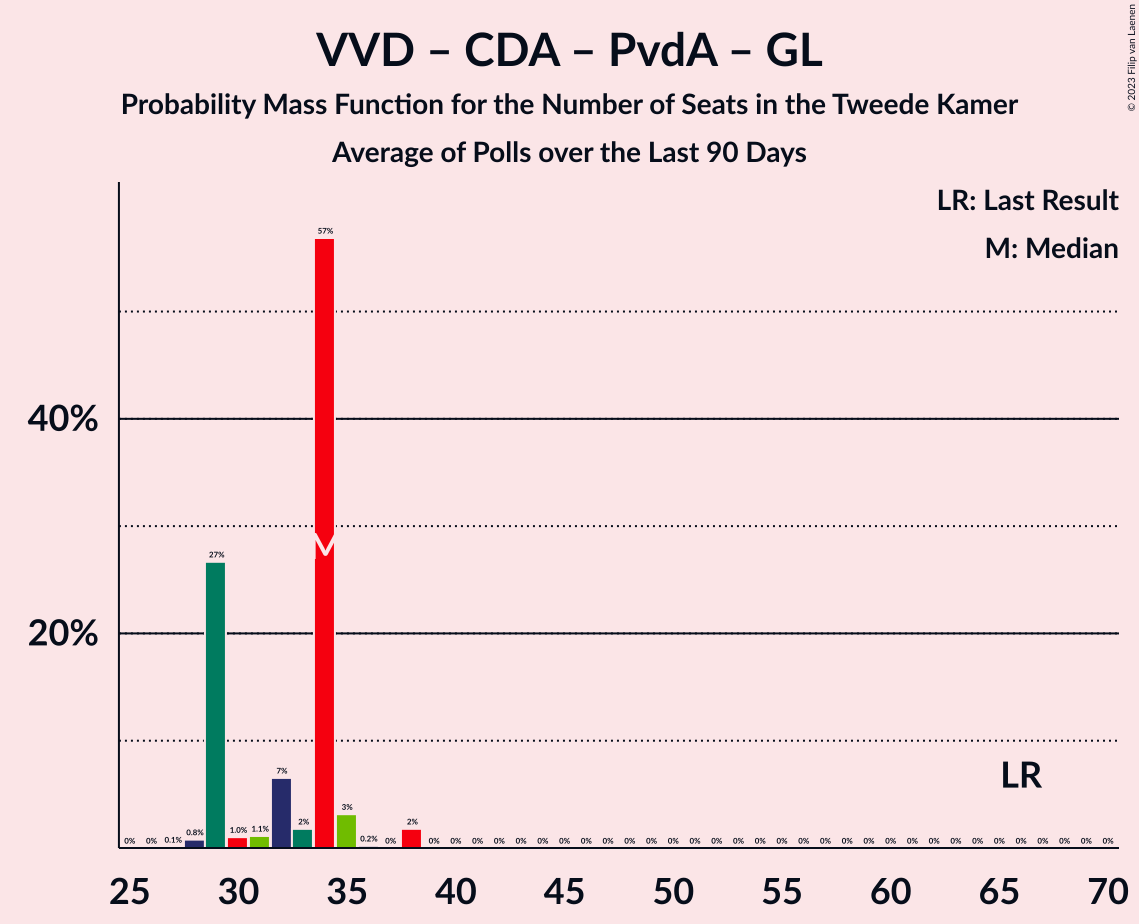 VVD – CDA – PvdA – GL
Probability Mass Function for the Number of Seats in the Tweede Kamer
Average of Polls over the Last 90 Days
© 2023 Filip van Laenen
LR: Last Result
M: Median
57%
40%
M
27%
20%
7%
LR
0% 0% 0.1% 0.8% 1.0% 1.1% 2% 3% 0.2% 0% 2% 0% 0% 0% 0% 0% 0% 0% 0% 0% 0% 0% 0% 0% 0% 0% 0% 0% 0% 0% 0% 0% 0% 0% 0% 0% 0% 0% 0% 0% 0% 0% 0%
25 30 35 40 45 50 55 60 65 70